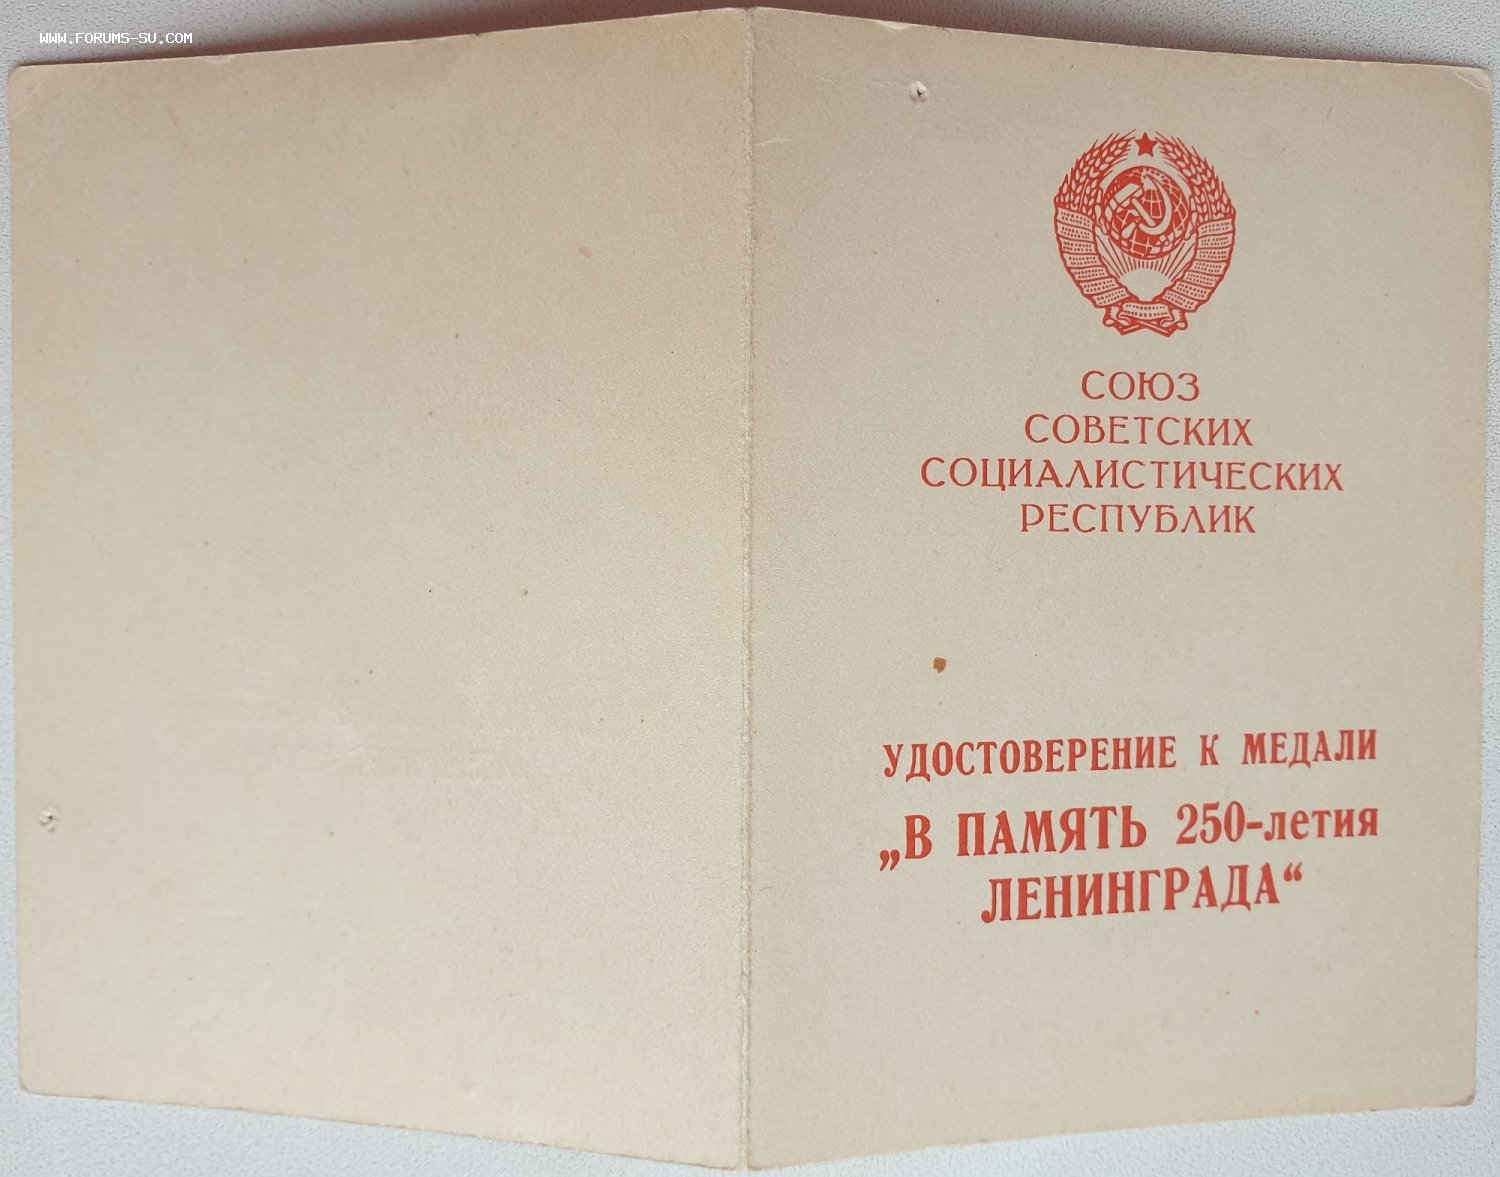 WWW.FORUMS-SU.COM
СОЮЗ
СОВЕТСКИХ
СОЦИАЛИСТИЧЕСКИХ
РЕСПУБЛИК
УДОСТОВЕРЕНИЕ К МЕДАЛИ
„В ПАМЯТЬ 250-летия
ЛЕНИНГРАДА“